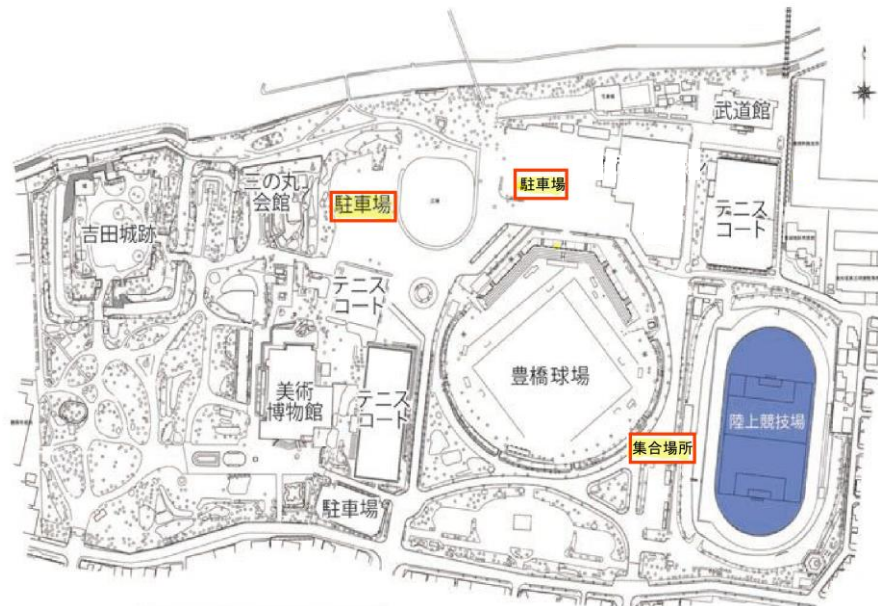 武道館
三の丸
会館
駐車場
駐車場
テニス
コート
吉田城跡
テニス
コート
美術
博物館
テニス
コート
豊橋球場
陸上競技場
集合場所
駐車場